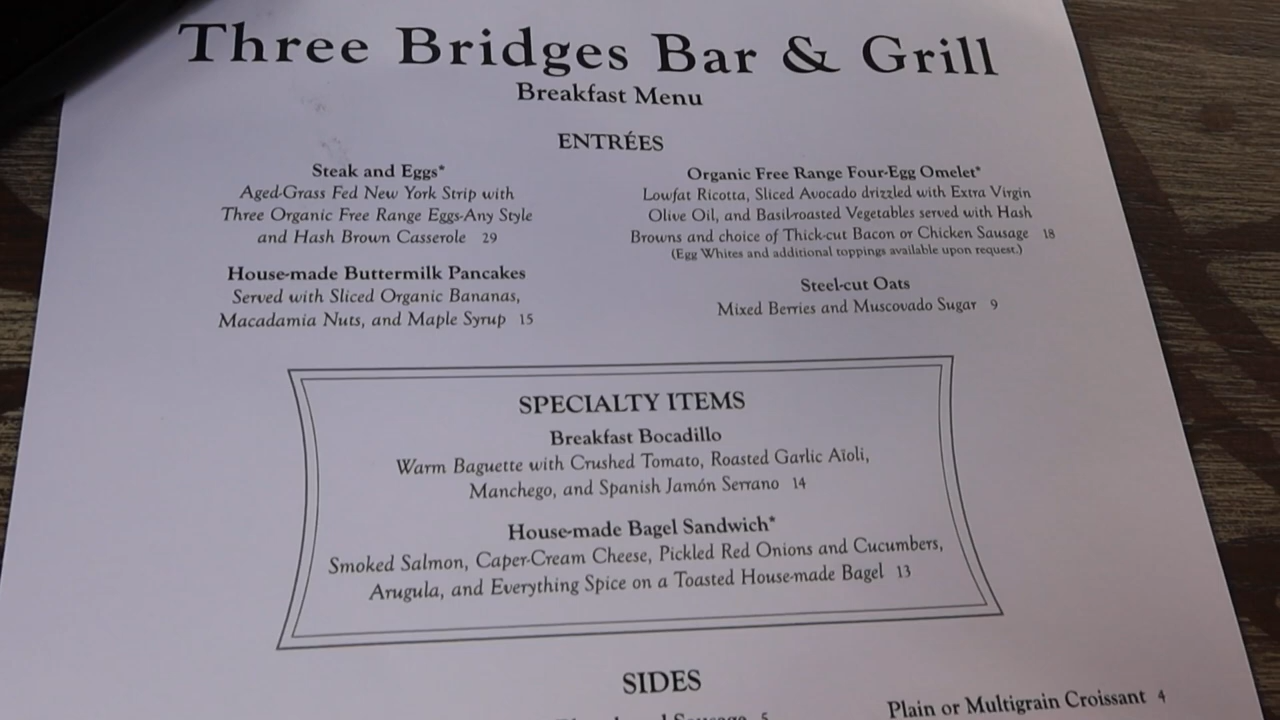 Three Bridges Bar & Grill
Breakfast Menu
ENTRÉES
Steak and Eggs*
Aged-Grass Fed New York Strip with
Three Organic Free Range Eggs-Any Style
and Hash Brown Casserole 29
House-made Buttermilk Pancakes
Served with Sliced Organic Bananas,
Macadamia Nuts, and Maple Syrup 15
Organic Free Range Four-Egg Omelet*
Lowfat Ricotta, Sliced Avocado drizzled with Extra Virgin
Olive Oil, and Basil-roasted Vegetables served with Hash
Browns and choice of Thick-cut Bacon or Chicken Sausage 18
(Egg Whites and additional toppings available upon request.)
Steel-cut Oats
Mixed Berries and Muscovado Sugar 9
SPECIALTY ITEMS
Breakfast Bocadillo
Warm Baguette with Crushed Tomato, Roasted Garlic Aïoli,
Manchego, and Spanish Jamón Serrano 14
House-made Bagel Sandwich*
Smoked Salmon, Caper-Cream Cheese, Pickled Red Onions and Cucumbers,
Arugula, and Everything Spice on a Toasted House-made Bagel 13
SIDES
Sausage 5
Plain or Multigrain Croissant 4